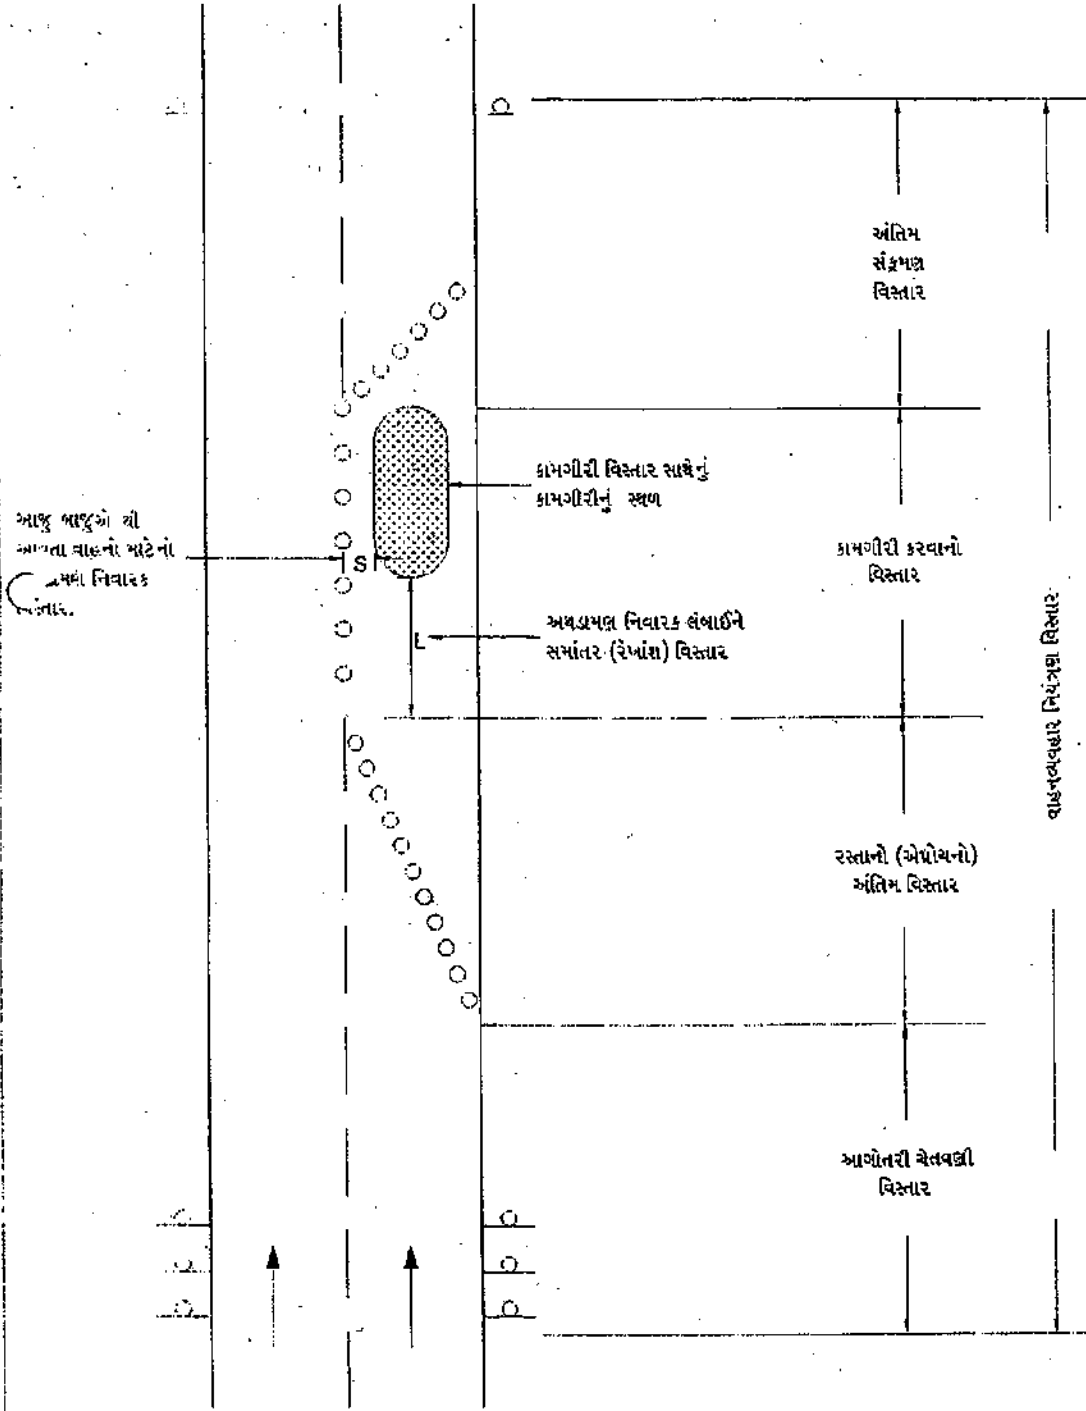 અંતિમ
સંક્રમણ
વિસ્તાર
કામગીરી વિસ્તાર સાથેનું
કામગીરીનું સ્થળ
આજુ બાજુએ થી
વાહનો માટેનો
નિવારક
S
કામગીરી કરવાનો
વિસ્તાર
અથડામણ નિવારક લંબાઈને
સમાંતર (રેખાંશ) વિસ્તાર
L
વાહનવ્યવહાર નિયંત્રણ વિસ્તાર
રસ્તાનો (એપ્રોચનો)
અંતિમ વિસ્તાર
આગોતરી ચેતવણી
વિસ્તાર